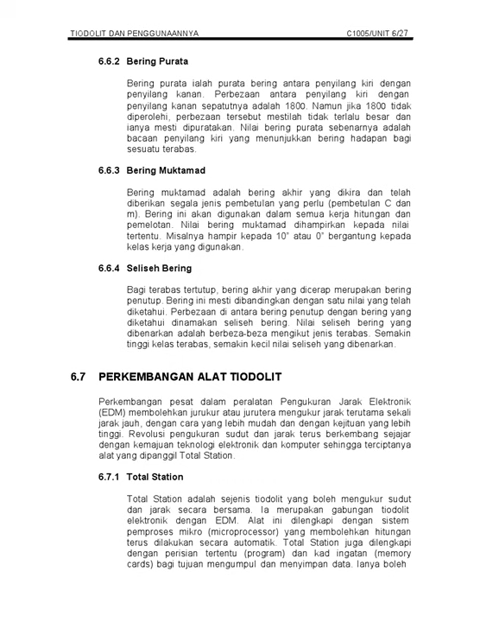 TIODOLIT DAN PENGGUNAANNYA C1005/UNIT 6/27
6.6.2 Bering Purata
Bering purata ialah purata bering antara penyilang kiri dengan
penyilang kanan. Perbezaan antara penyilang kiri dengan
penyilang kanan sepatutnya adalah 1800. Namun jika 1800 tidak
diperolehi, perbezaan tersebut mestilah tidak terlalu besar dan
ianya mesti dipuratakan. Nilai bering purata sebenarnya adalah
bacaan penyilang kiri yang menunjukkan bering hadapan bagi
sesuatu terabas.
6.6.3 Bering Muktamad
Bering muktamad adalah bering akhir yang dikira dan telah
diberikan segala jenis pembetulan yang perlu (pembetulan C dan
m). Bering ini akan digunakan dalam semua kerja hitungan dan
pemelotan. Nilai bering muktamad dihampirkan kepada nilai
tertentu. Misalnya hampir kepada 10” atau 0” bergantung kepada
kelas kerja yang digunakan.
6.6.4 Seliseh Bering
Bagi terabas tertutup, bering akhir yang dicerap merupakan bering
penutup. Bering ini mesti dibandingkan dengan satu nilai yang telah
diketahui. Perbezaan di antara bering penutup dengan bering yang
diketahui dinamakan seliseh bering. Nilai seliseh bering yang
dibenarkan adalah berbeza-beza mengikut jenis terabas. Semakin
tinggi kelas terabas, semakin kecil nilai seliseh yang dibenarkan.
6.7 PERKEMBANGAN ALAT TIODOLIT
Perkembangan pesat dalam peralatan Pengukuran Jarak Elektronik
(EDM) membolehkan jurukur atau jurutera mengukur jarak terutama sekali
jarak jauh, dengan cara yang lebih mudah dan dengan kejituan yang lebih
tinggi. Revolusi pengukuran sudut dan jarak terus berkembang sejajar
dengan kemajuan teknologi elektronik dan komputer sehingga terciptanya
alat yang dipanggil Total Station.
6.7.1 Total Station
Total Station adalah sejenis tiodolit yang boleh mengukur sudut
dan jarak secara bersama. Ia merupakan gabungan tiodolit
elektronik dengan EDM. Alat ini dilengkapi dengan sistem
pemproses mikro (microprocessor) yang membolehkan hitungan
terus dilakukan secara automatik. Total Station juga dilengkapi
dengan perisian tertentu (program) dan kad ingatan (memory
cards) bagi tujuan mengumpul dan menyimpan data. Ianya boleh